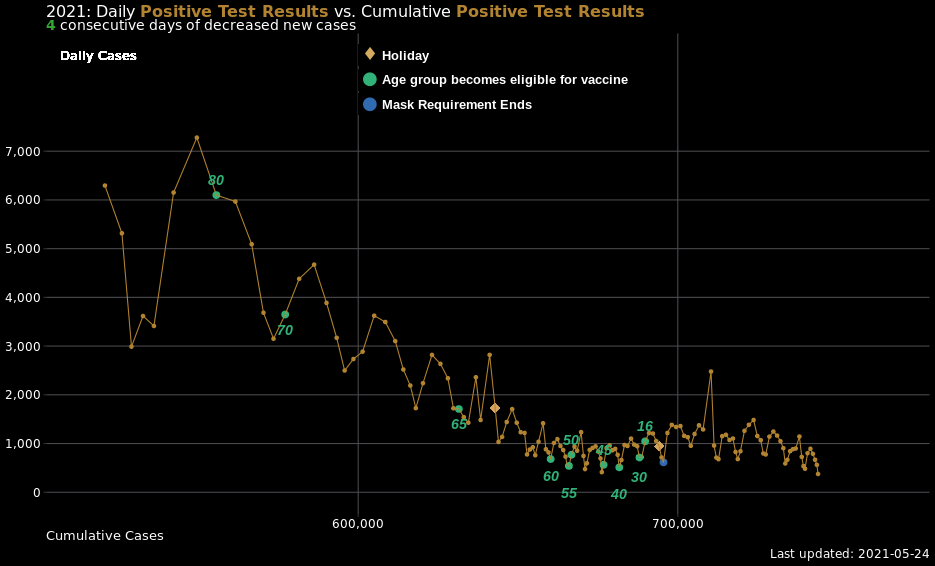 2021: Daily Positive Test Results vs. Cumulative Positive Test Results
4 consecutive days of decreased new cases
Daily Cases
Holiday
Age group becomes eligible for vaccine
Mask Requirement Ends
7,000
80
6,000
5,000
4,000
70
3,000
2,000
65
16
50
1,000
45
60
30
55
40
0
600,000
700,000
Cumulative Cases
Last updated: 2021-05-24